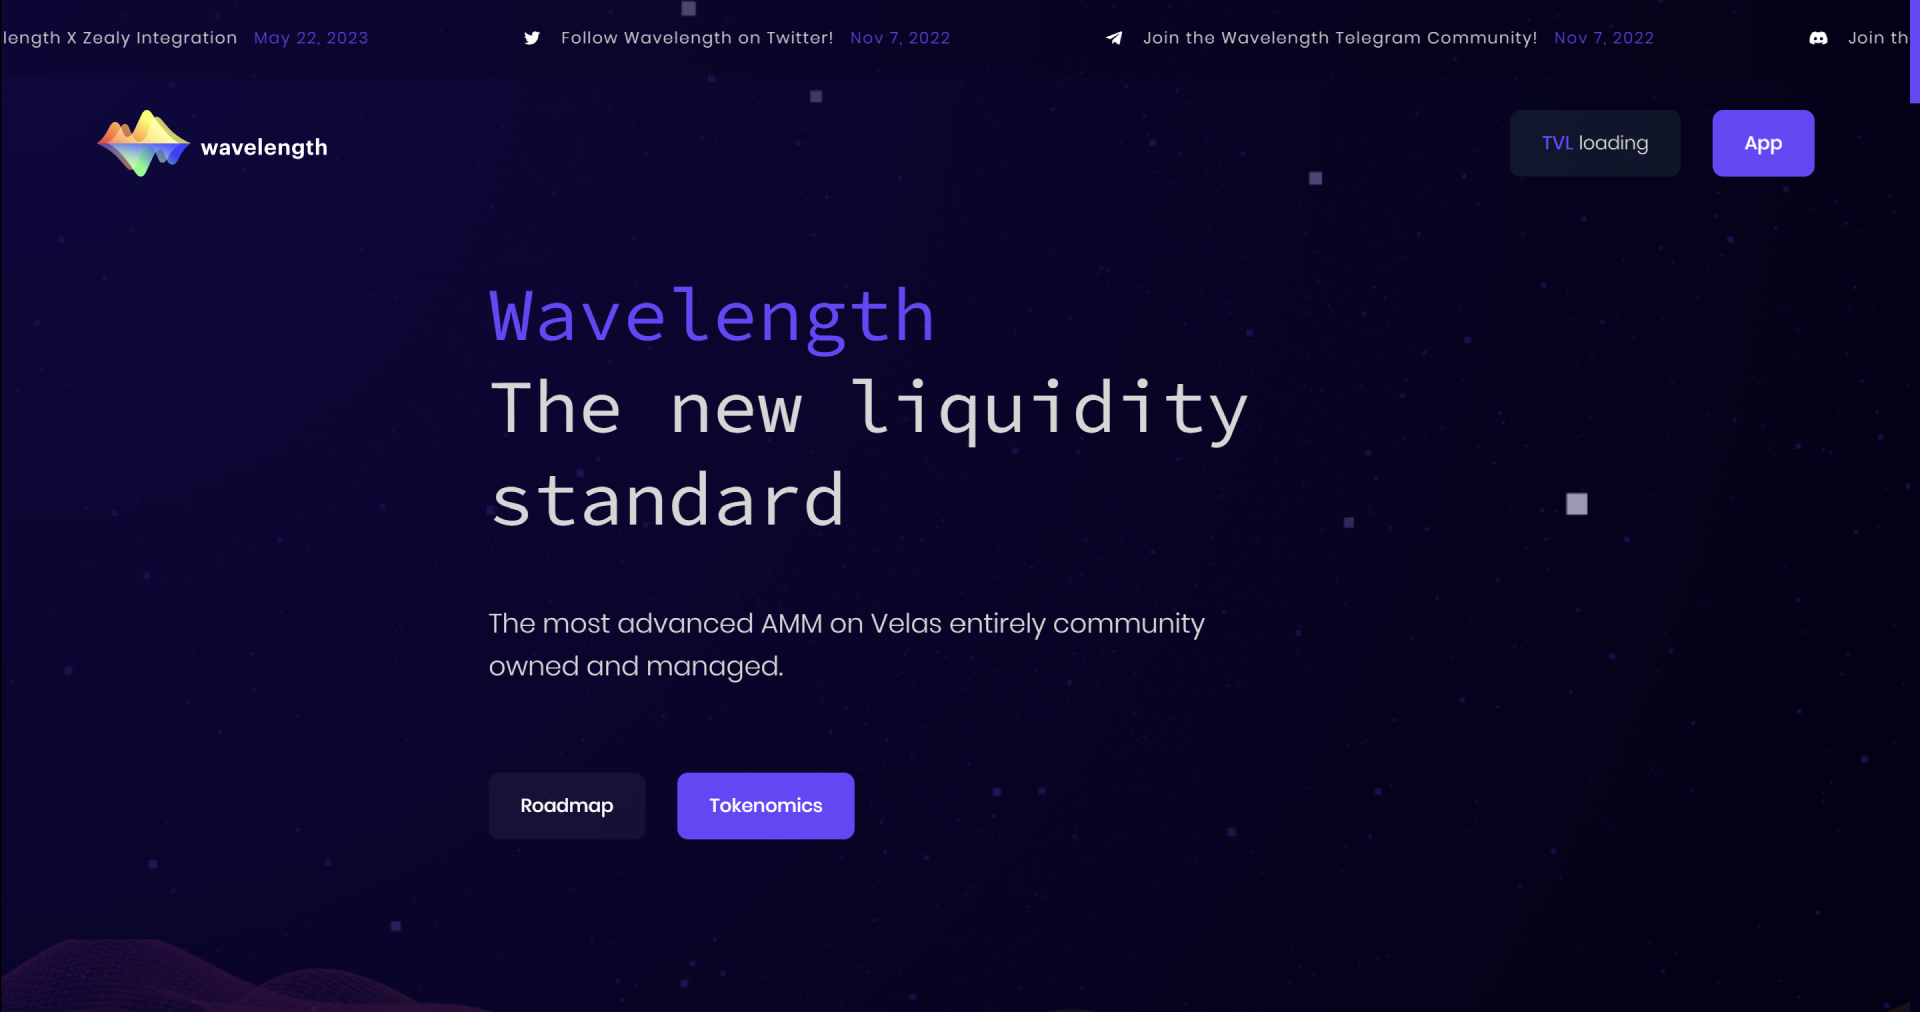 length X Zealy Integration May 22, 2023 Follow Wavelength on Twitter! Nov 7, 2022 Join the Wavelength Telegram Community! Nov 7, 2022 Join th
wavelength
TVL loading
App
Wavelength
The new liquidity
standard
The most advanced AMM on Velas entirely community
owned and managed.
Roadmap
Tokenomics